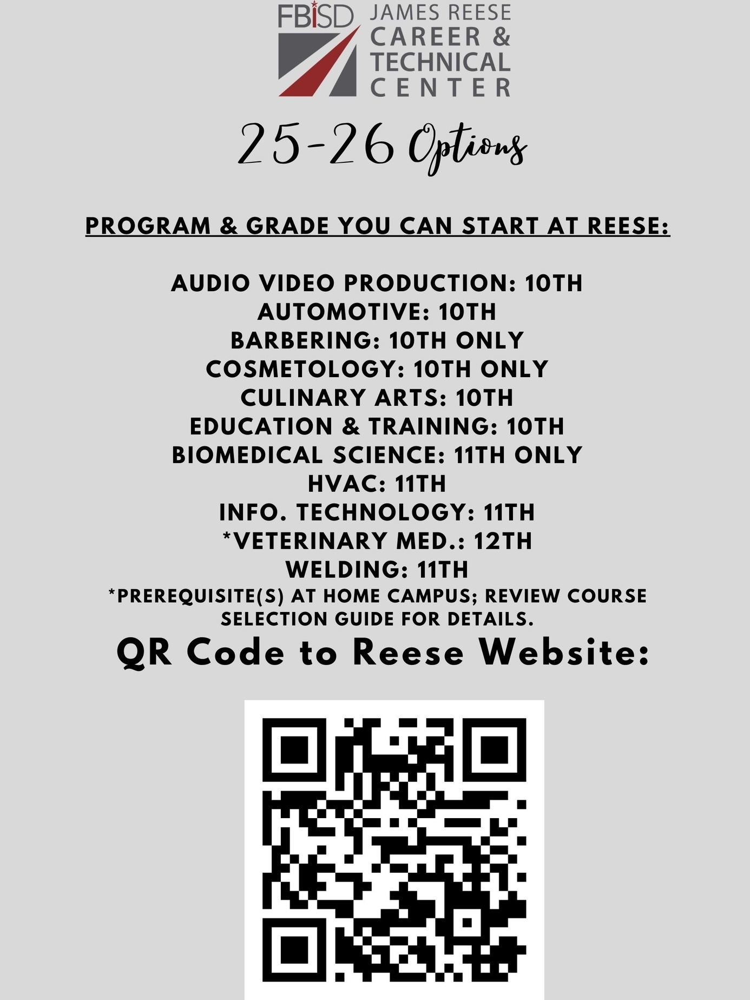 FBiSD
JAMES REESE
CAREER &
TECHNICAL
CENTER
25-26 Options
PROGRAM & GRADE YOU CAN START AT REESE:
AUDIO VIDEO PRODUCTION: 10TH
AUTOMOTIVE: 10TH
BARBERING: 10TH ONLY
COSMETOLOGY: 10TH ONLY
CULINARY ARTS: 10TH
EDUCATION & TRAINING: 10TH
BIOMEDICAL SCIENCE: 11TH ONLY
HVAC: 11TH
INFO. TECHNOLOGY: 11TH
*VETERINARY MED.: 12TH
WELDING: 11TH
*PREREQUISITE(S) AT HOME CAMPUS; REVIEW COURSE
SELECTION GUIDE FOR DETAILS.
QR Code to Reese Website: